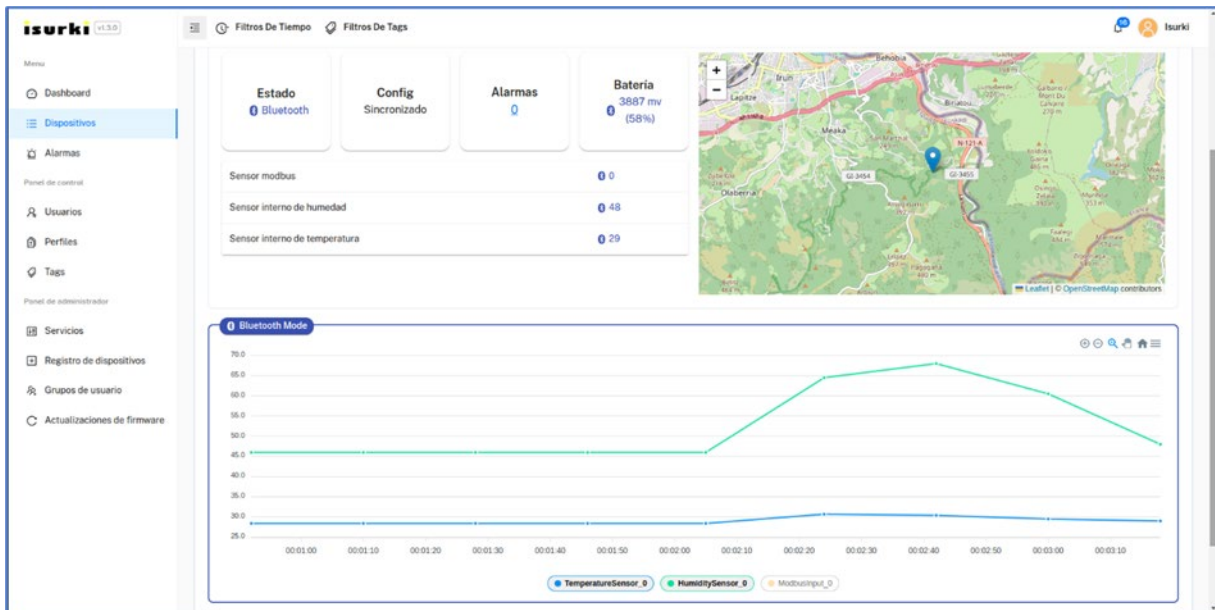 isurki v1.3.0
Filtros De Tiempo
Filtros De Tags
Isurki
Menu
Dashboard
Dispositivos
Alarmas
Panel de control
Usuarios
Perfiles
Tags
Panel de administrador
Servicios
Registro de dispositivos
Grupos de usuario
Actualizaciones de firmware
Estado
Bluetooth
Config
Sincronizado
Alarmas
0
Batería
3887 mv
(58%)
Sensor modbus 0
Sensor interno de humedad 48
Sensor interno de temperatura 29
+
−
Behobia
Irun
Lapitze
Biriatou
Meaka
N-121-A
GI-3454
GI-3455
Olaberria
Leaflet | © OpenStreetMap contributors
Bluetooth Mode
70.0
65.0
60.0
55.0
50.0
45.0
40.0
35.0
30.0
25.0
00:01:00 00:01:10 00:01:20 00:01:30 00:01:40 00:01:50 00:02:00 00:02:10 00:02:20 00:02:30 00:02:40 00:02:50 00:03:00 00:03:10
TemperatureSensor_0 HumiditySensor_0 ModbusInput_0